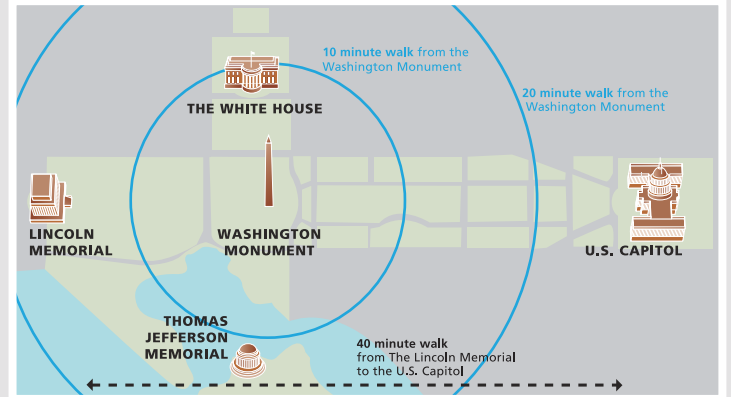 10 minute walk from the
Washington Monument
20 minute walk from the
Washington Monument
THE WHITE HOUSE
LINCOLN
MEMORIAL
WASHINGTON
MONUMENT
U.S. CAPITOL
THOMAS
JEFFERSON
MEMORIAL
40 minute walk
from The Lincoln Memorial
to the U.S. Capitol